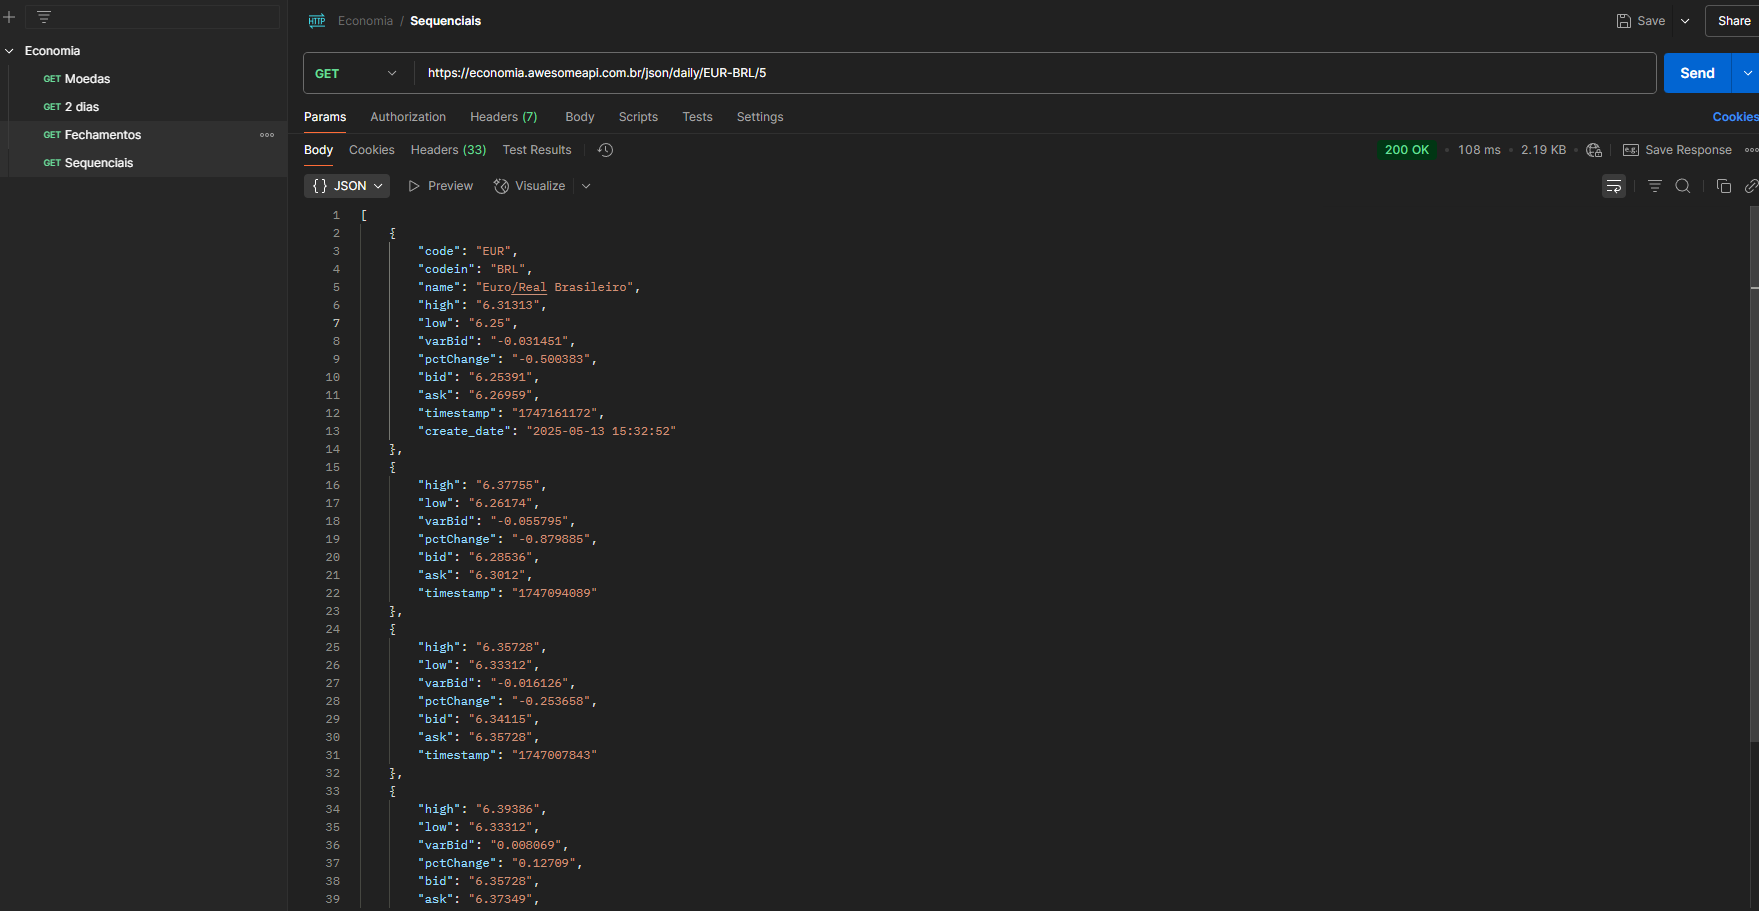 Economia / Sequenciais
Save
Share
Economia
GET Moedas
GET 2 dias
GET Fechamentos
GET Sequenciais
GET
https://economia.awesomeapi.com.br/json/daily/EUR-BRL/5
Send
Params Authorization Headers (7) Body Scripts Tests Settings
Cookies
Body Cookies Headers (33) Test Results
200 OK • 108 ms • 2.19 KB • Save Response
{} JSON Preview Visualize
1 [
2 {
3 "code": "EUR",
4 "codein": "BRL",
5 "name": "Euro/Real Brasileiro",
6 "high": "6.31313",
7 "low": "6.25",
8 "varBid": "-0.031451",
9 "pctChange": "-0.500383",
10 "bid": "6.25391",
11 "ask": "6.26959",
12 "timestamp": "1747161172",
13 "create_date": "2025-05-13 15:32:52"
14 },
15 {
16 "high": "6.37755",
17 "low": "6.26174",
18 "varBid": "-0.055795",
19 "pctChange": "-0.879885",
20 "bid": "6.28536",
21 "ask": "6.3012",
22 "timestamp": "1747094089"
23 },
24 {
25 "high": "6.35728",
26 "low": "6.33312",
27 "varBid": "-0.016126",
28 "pctChange": "-0.253658",
29 "bid": "6.34115",
30 "ask": "6.35728",
31 "timestamp": "1747007843"
32 },
33 {
34 "high": "6.39386",
35 "low": "6.33312",
36 "varBid": "0.008069",
37 "pctChange": "0.12709",
38 "bid": "6.35728",
39 "ask": "6.37349",